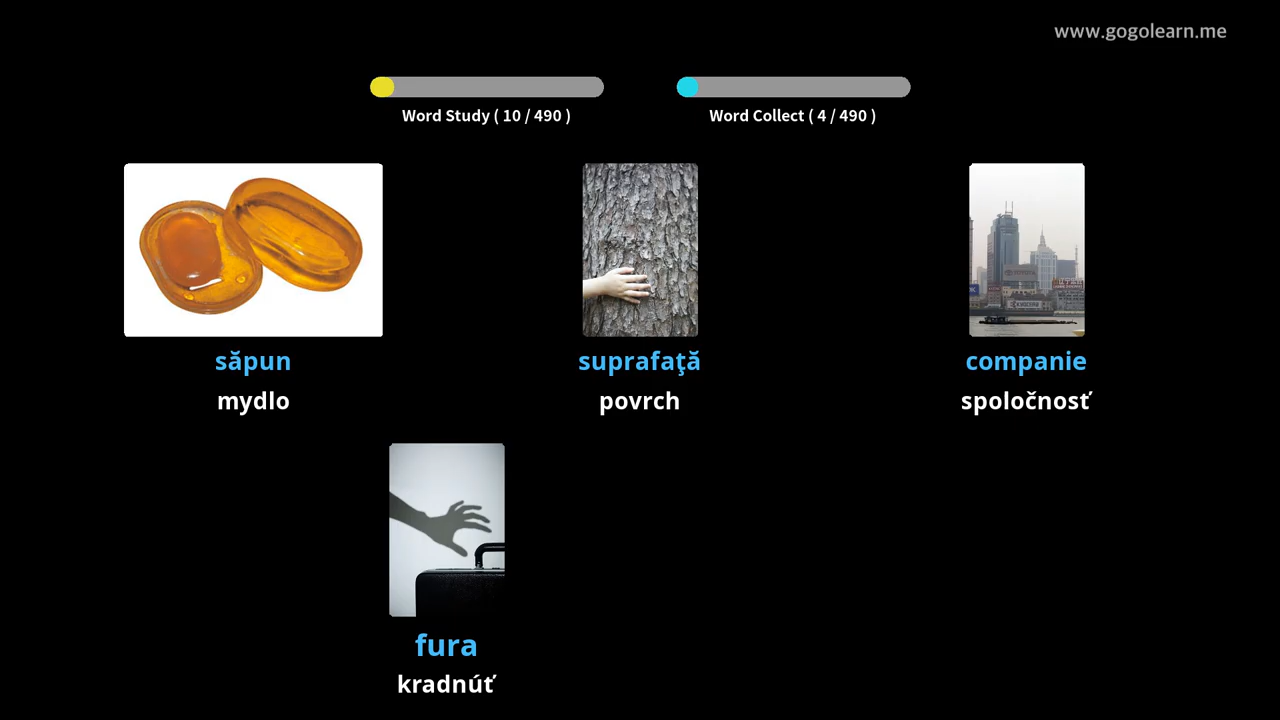 www.gogolearn.me
Word Study ( 10 / 490 )
Word Collect ( 4 / 490 )
TOYOTA
săpun
suprafaţă
companie
mydlo
povrch
spoločnosť
fura
kradnúť